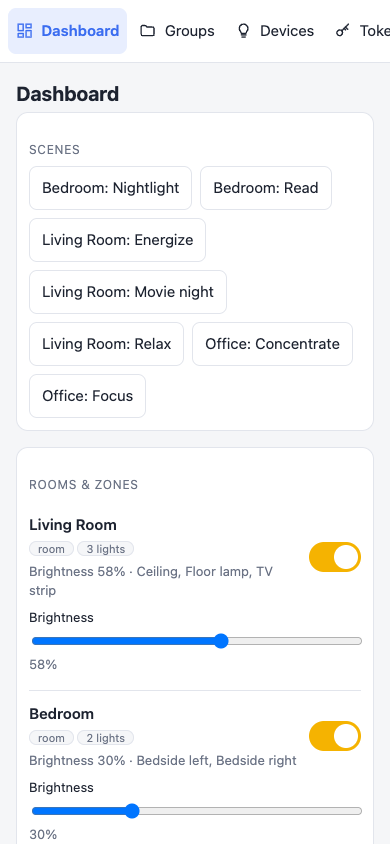 Dashboard Groups Devices Toke
Dashboard
SCENES
Bedroom: Nightlight Bedroom: Read
Living Room: Energize
Living Room: Movie night
Living Room: Relax Office: Concentrate
Office: Focus
ROOMS & ZONES
Living Room
room 3 lights
Brightness 58% · Ceiling, Floor lamp, TV
strip
Brightness
58%
Bedroom
room 2 lights
Brightness 30% · Bedside left, Bedside right
Brightness
30%